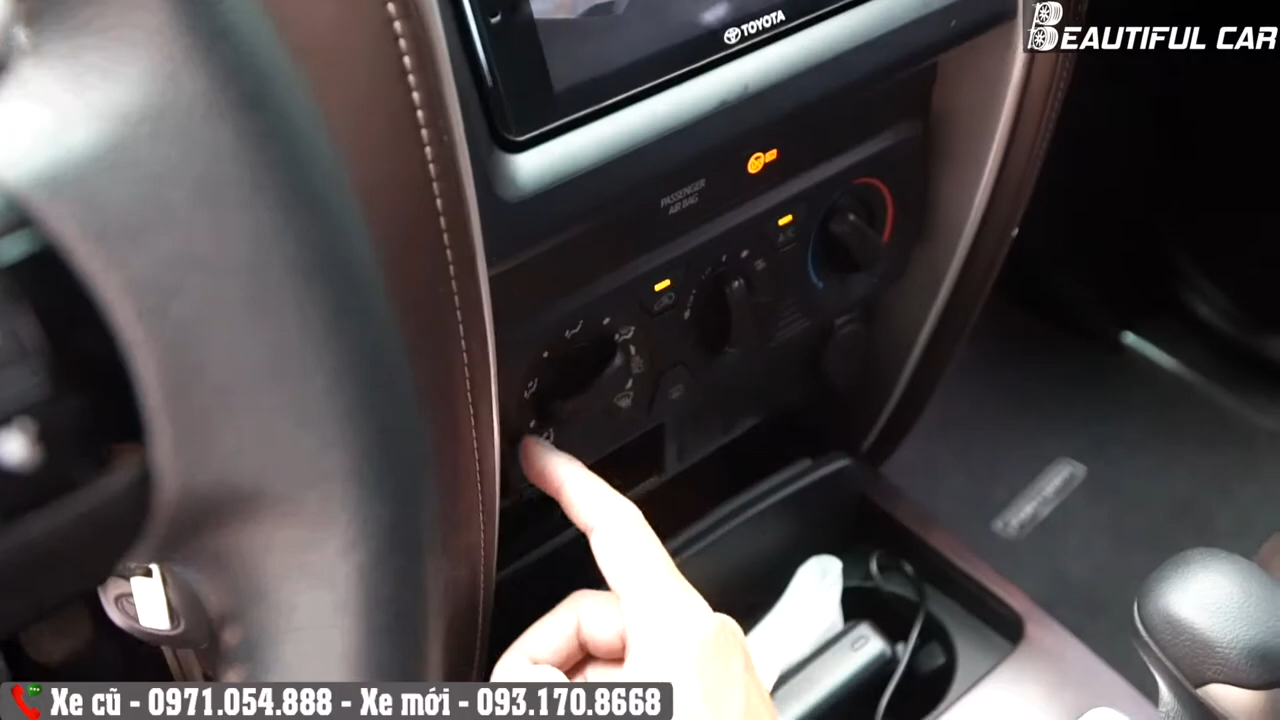 TOYOTA
BEAUTIFUL CAR
PASSENGER
AIR BAG
A/C
Xe cũ - 0971.054.888 - Xe mới - 093.170.8668